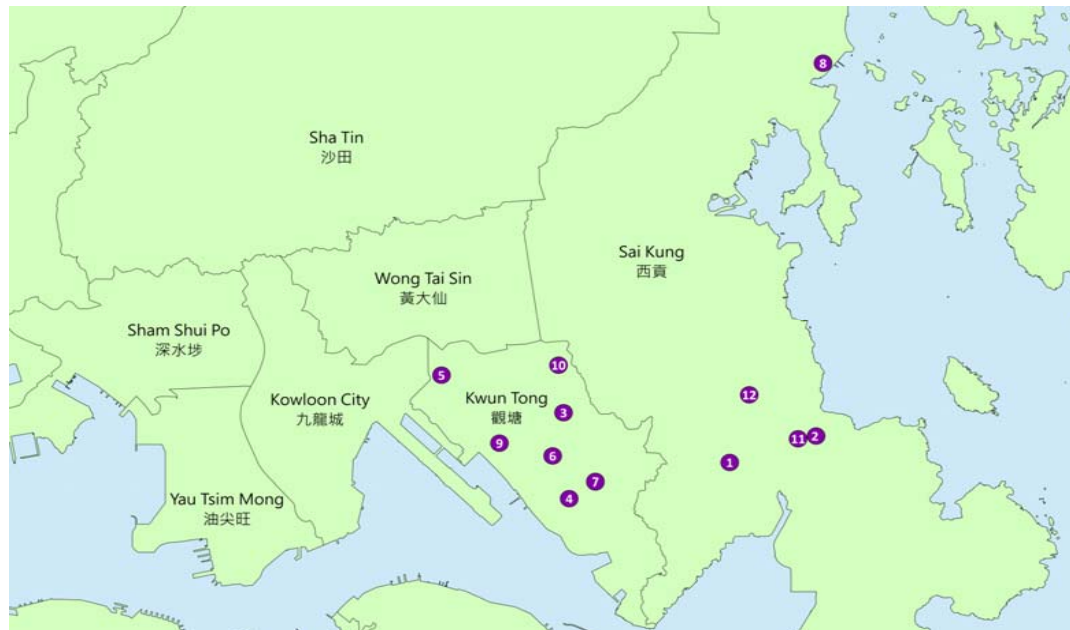 8
Sha Tin
沙田
Sai Kung
西貢
Wong Tai Sin
黃大仙
Sham Shui Po
深水埗
10
5
12
Kowloon City
九龍城
Kwun Tong
觀塘
3
9
11
2
6
1
7
4
Yau Tsim Mong
油尖旺